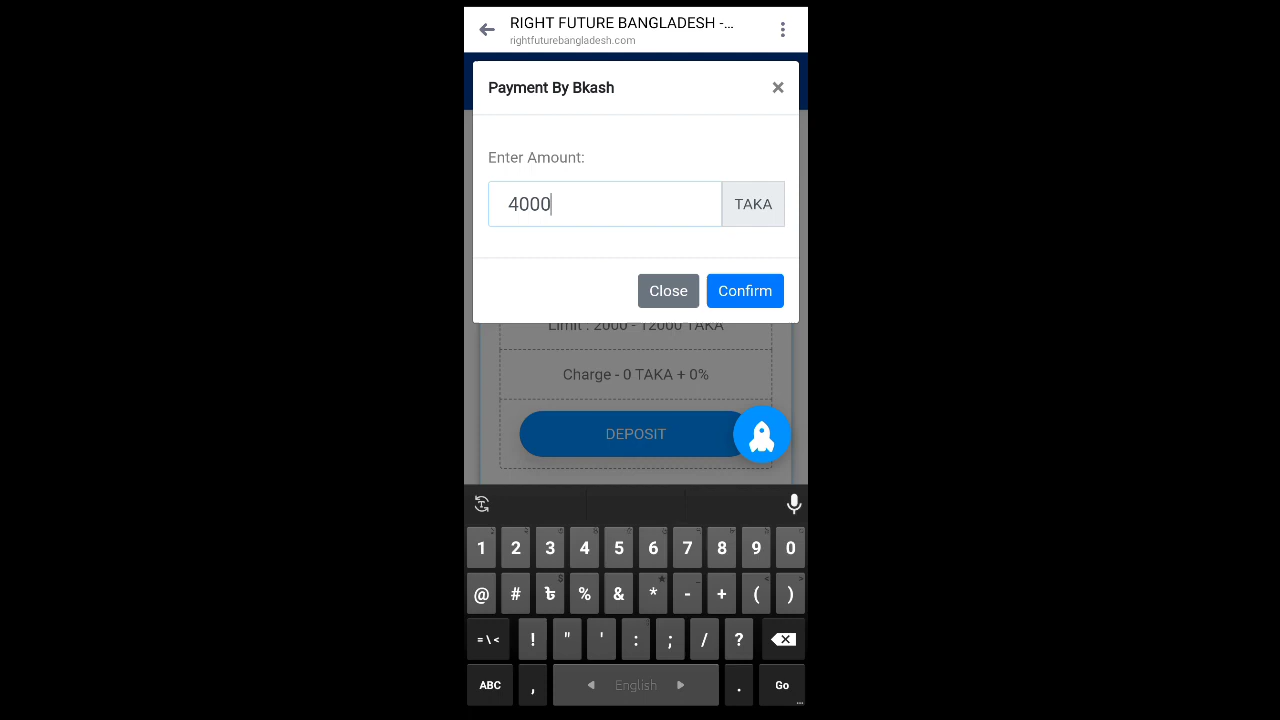 RIGHT FUTURE BANGLADESH -...
rightfuturebangladesh.com
Payment By Bkash
×
Enter Amount:
4000 TAKA
Close Confirm
Limit : 2000 - 12000 TAKA
Charge - 0 TAKA + 0%
DEPOSIT
1 2 3 4 5 6 7 8 9 0
@ # ৳ % & * - + ( )
= \ < ! " ' : ; / ?
ABC , English . Go